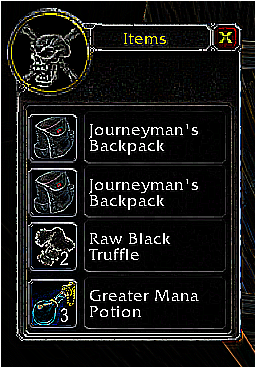 Items
Journeyman's
Backpack
Journeyman's
Backpack
Raw Black
Truffle
2
Greater Mana
Potion
3